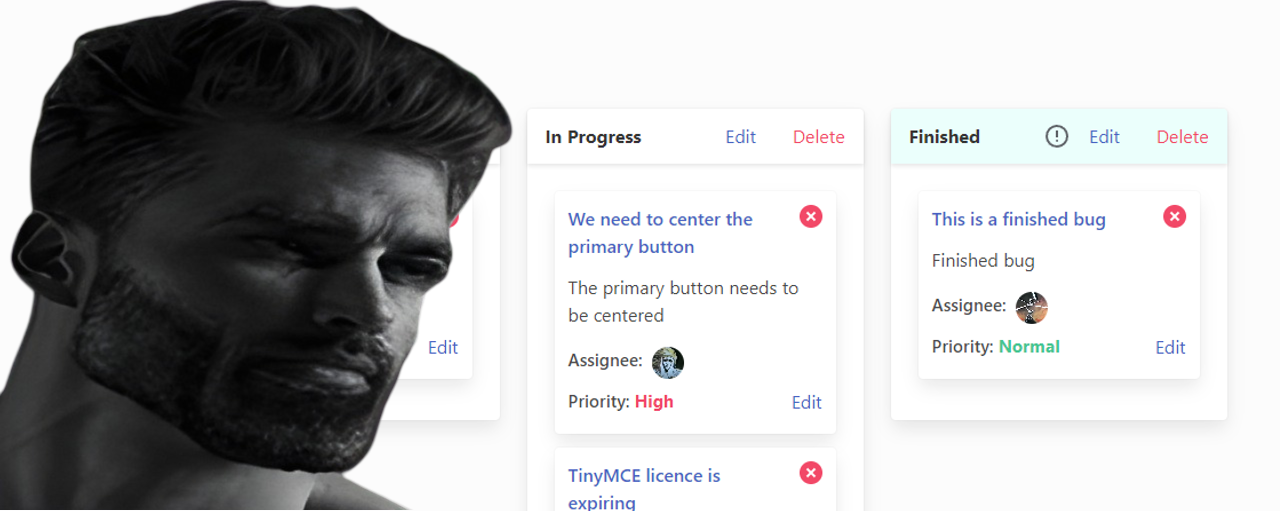 Edit
In Progress Edit Delete
We need to center the
primary button
The primary button needs to
be centered
Assignee:
Priority: High Edit
TinyMCE licence is
expiring
Finished Edit Delete
This is a finished bug
Finished bug
Assignee:
Priority: Normal Edit